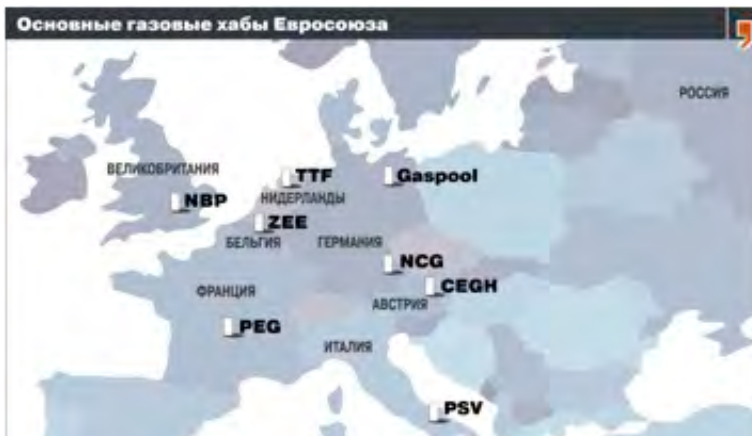 Основные газовые хабы Евросоюза
РОССИЯ
ВЕЛИКОБРИТАНИЯ
TTF
Gaspool
NBP
НИДЕРЛАНДЫ
ZEE
БЕЛЬГИЯ
ГЕРМАНИЯ
NCG
CEGH
ФРАНЦИЯ
АВСТРИЯ
PEG
ИТАЛИЯ
PSV